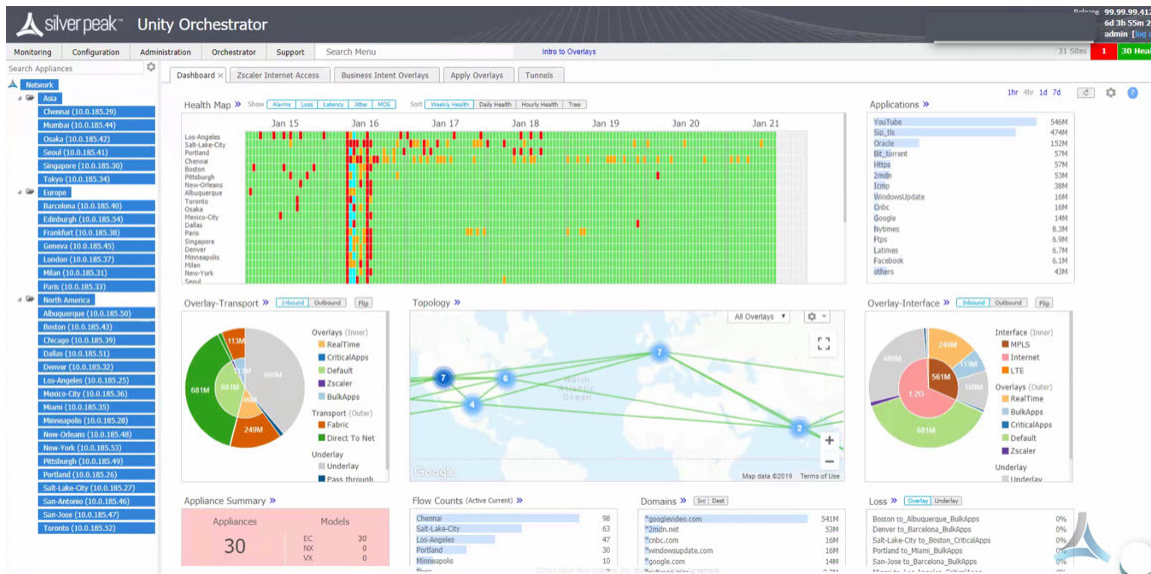 silver peak™ Unity Orchestrator
Release 99.99.99.41
6d 3h 55m 2
admin [log
Monitoring Configuration Administration Orchestrator Support Search Menu Intro to Overlays 31 Sites 1 30 Heal
Search Appliances
Network
Asia
Chennai (10.0.185.29)
Mumbai (10.0.185.44)
Osaka (10.0.185.42)
Seoul (10.0.185.41)
Singapore (10.0.185.30)
Tokyo (10.0.185.34)
Europe
Barcelona (10.0.185.40)
Edinburgh (10.0.185.54)
Frankfurt (10.0.185.38)
Geneva (10.0.185.45)
London (10.0.185.37)
Milan (10.0.185.31)
Paris (10.0.185.33)
North America
Albuquerque (10.0.185.50)
Boston (10.0.185.43)
Chicago (10.0.185.39)
Dallas (10.0.185.51)
Denver (10.0.185.32)
Los-Angeles (10.0.185.25)
Mexico-City (10.0.185.36)
Miami (10.0.185.35)
Minneapolis (10.0.185.28)
New-Orleans (10.0.185.48)
New-York (10.0.185.53)
Pittsburgh (10.0.185.49)
Portland (10.0.185.26)
Salt-Lake-City (10.0.185.27)
San-Antonio (10.0.185.46)
San-Jose (10.0.185.47)
Toronto (10.0.185.52)
Dashboard × Zscaler Internet Access Business Intent Overlays Apply Overlays Tunnels
1hr 4hr 1d 7d
Health Map » Show Alarms Loss Latency Jitter MOS Sort Weekly Health Daily Health Hourly Health Tree
Jan 15 Jan 16 Jan 17 Jan 18 Jan 19 Jan 20 Jan 21
Los-Angeles
Salt-Lake-City
Portland
Chennai
Boston
Pittsburgh
New-Orleans
Albuquerque
Toronto
Osaka
Mexico-City
Dallas
Paris
Singapore
Denver
Minneapolis
Milan
New-York
Seoul
Applications »
YouTube 546M
Sip_tls 474M
Oracle 152M
Bit_torrent 57M
Https 57M
2mdn 53M
Icmp 38M
WindowsUpdate 16M
Cnbc 16M
Google 14M
Nytimes 8.3M
Ftps 6.9M
Latimes 6.7M
Facebook 6.1M
others 43M
Overlay-Transport » Inbound Outbound Flip
113M
681M
681M
249M
Overlays (Inner)
RealTime
CriticalApps
Default
Zscaler
BulkApps
Transport (Outer)
Fabric
Direct To Net
Underlay
Underlay
Pass through
Topology »
All Overlays
7
6
4
7
2
North
Atlantic
Ocean
+
−
Google
Map data ©2019 Terms of Use
Overlay-Interface » Inbound Outbound Flip
249M
113M
561M
1.2G
681M
Interface (Inner)
MPLS
Internet
LTE
Overlays (Outer)
RealTime
BulkApps
CriticalApps
Default
Zscaler
Underlay
Underlay
Appliance Summary »
Appliances Models
30
EC 30
NX 0
VX 0
Flow Counts (Active Current) »
Chennai 98
Salt-Lake-City 63
Los-Angeles 47
Portland 30
Minneapolis 10
Domains » Src Dest
*googlevideo.com 541M
*2mdn.net 53M
*cnbc.com 16M
*windowsupdate.com 16M
*google.com 14M
Loss » Overlay Underlay
Boston to_Albuquerque_BulkApps 0%
Denver to_Barcelona_BulkApps 0%
Salt-Lake-City to_Boston_CriticalApps 0%
Portland to_Miami_BulkApps 0%
San-Jose to_Barcelona_BulkApps 0%